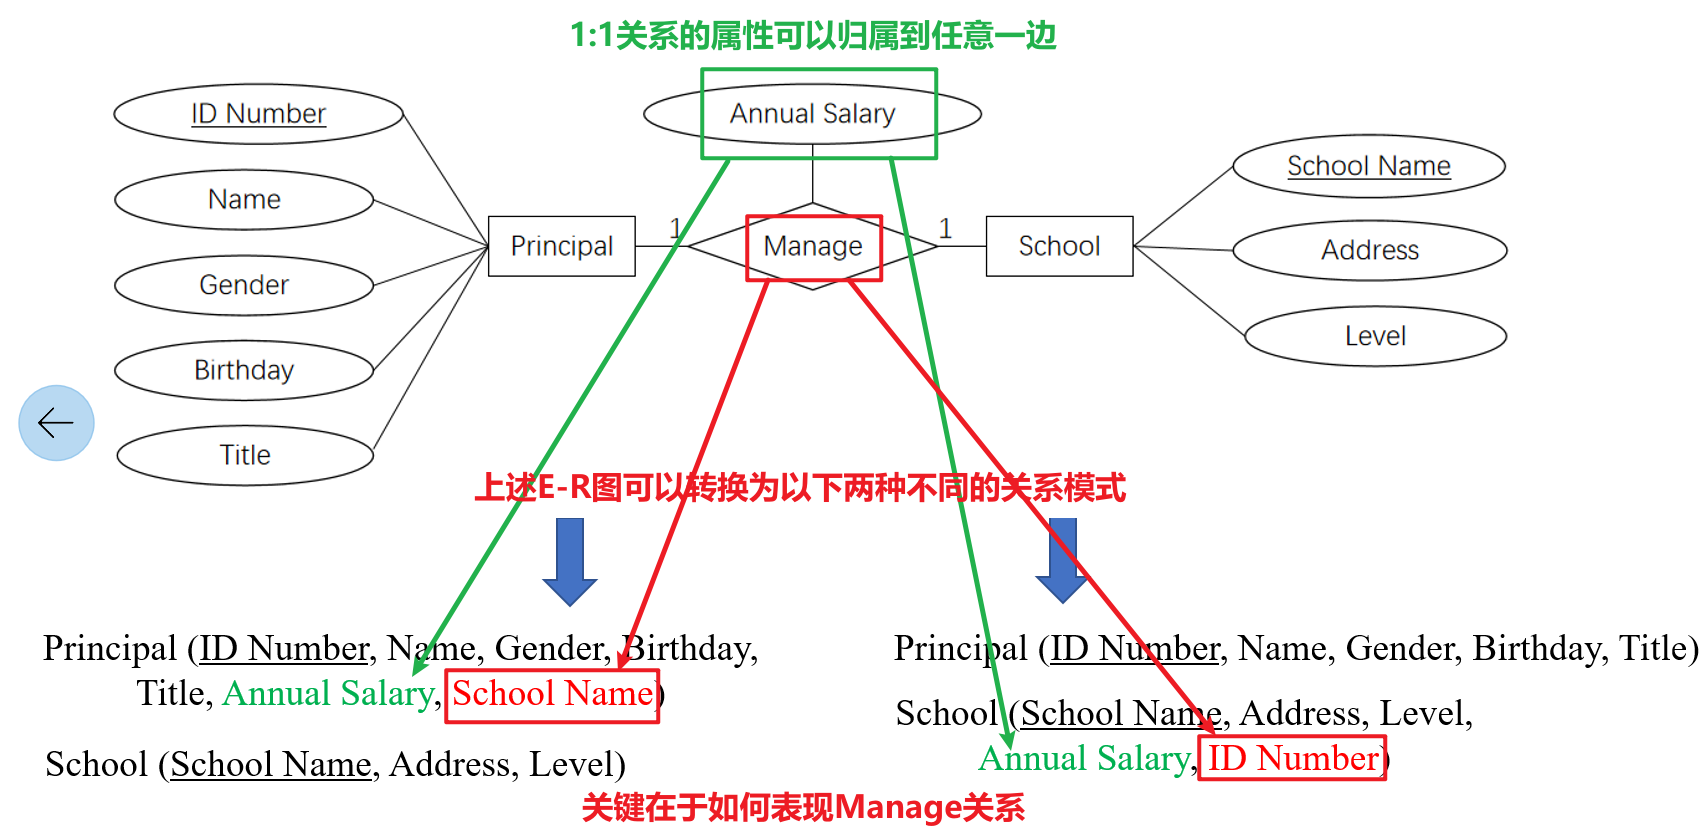 1:1关系的属性可以归属到任意一边
ID Number
Annual Salary
School Name
Name
Principal
1
Manage
1
School
Address
Gender
Level
Birthday
Title
上述E-R图可以转换为以下两种不同的关系模式
Principal (ID Number, Name, Gender, Birthday,
Title, Annual Salary, School Name)
School (School Name, Address, Level)
Principal (ID Number, Name, Gender, Birthday, Title)
School (School Name, Address, Level,
Annual Salary, ID Number)
关键在于如何表现Manage关系